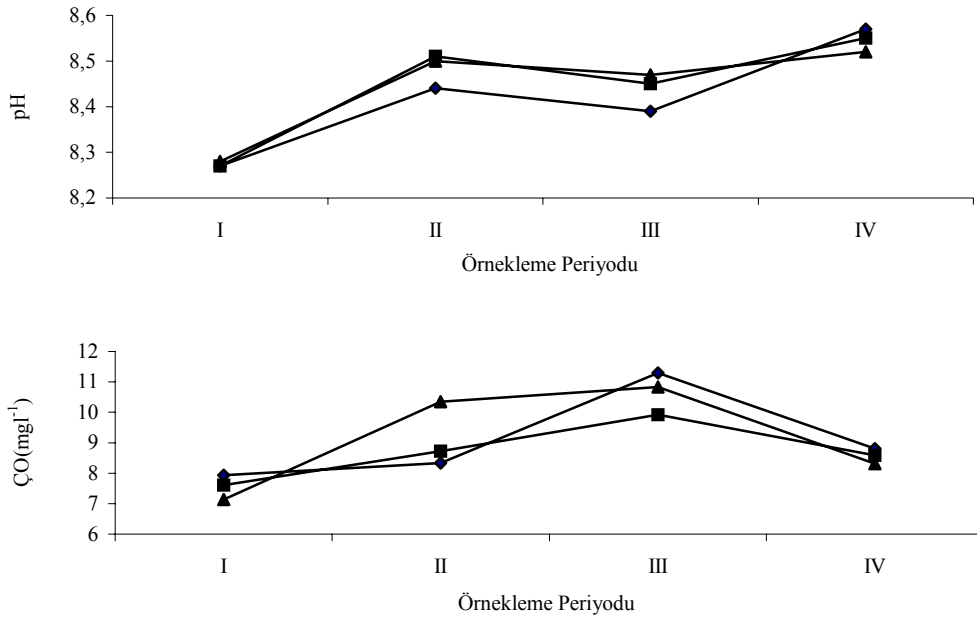 8,6
8,5
8,4
8,3
8,2
pH
I II III IV
Örnekleme Periyodu
12
11
10
9
8
7
6
ÇO(mgl⁻¹)
I II III IV
Örnekleme Periyodu